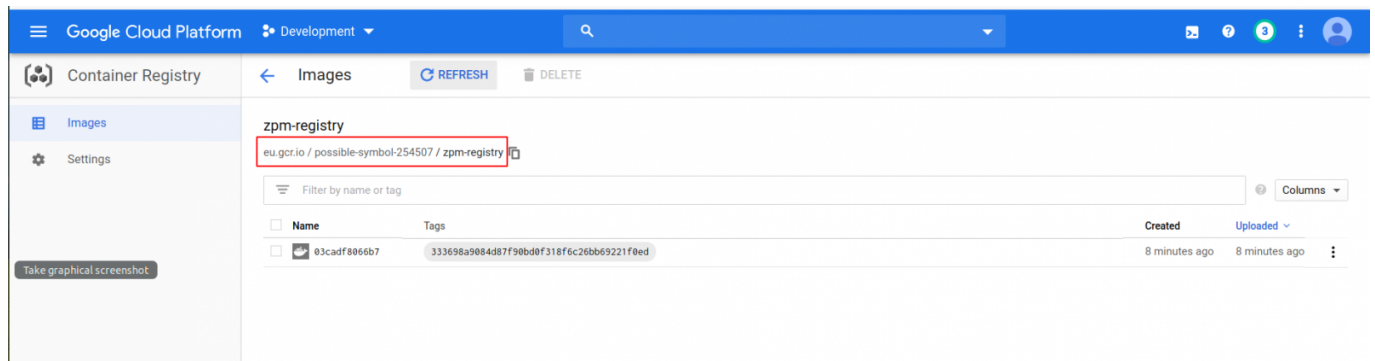 Google Cloud Platform Development 3
Container Registry Images REFRESH DELETE
Images
Settings
zpm-registry
eu.gcr.io / possible-symbol-254507 / zpm-registry
Filter by name or tag Columns
Name Tags Created Uploaded
03cadf8066b7 333698a9084d87f90bd0f318f6c26bb69221f0ed 8 minutes ago 8 minutes ago
Take graphical screenshot